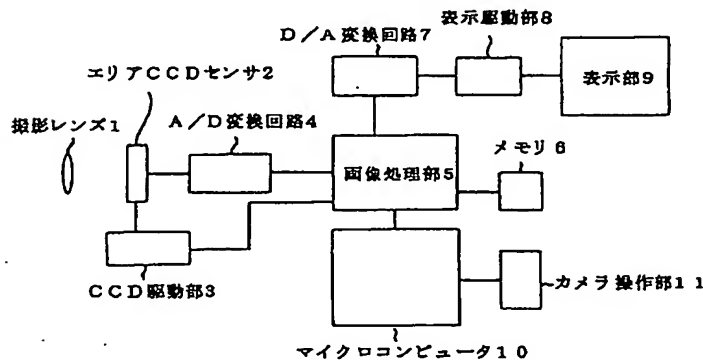 D／A変換回路7
表示駆動部8
エリアCCDセンサ2
表示部9
撮影レンズ1
A／D変換回路4
メモリ6
画像処理部5
CCD駆動部3
カメラ操作部11
マイクロコンピュータ10